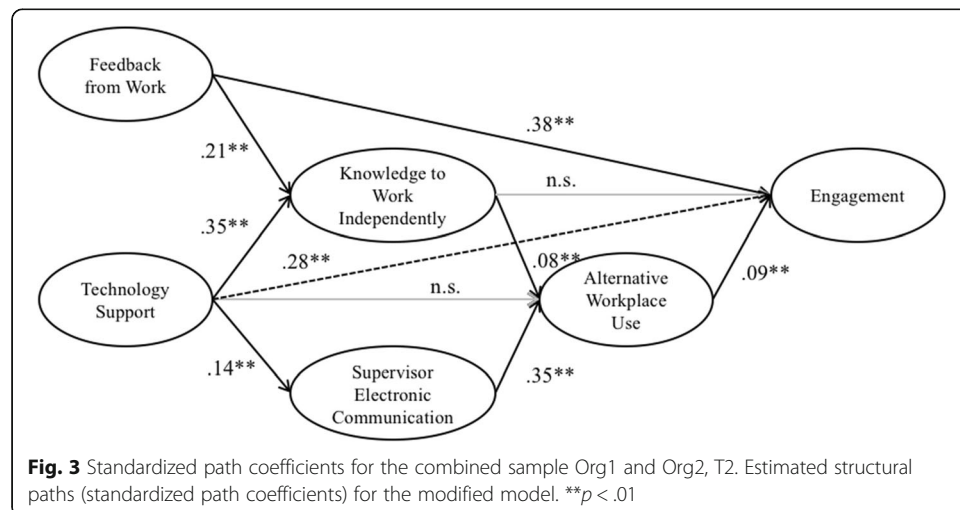 Feedback
from Work
.38**
.21**
Knowledge to
Work
Independently
n.s.
Engagement
.35**
.28**
.08**
Technology
Support
n.s.
Alternative
Workplace
Use
.09**
.14**
Supervisor
Electronic
Communication
.35**
Fig. 3 Standardized path coefficients for the combined sample Org1 and Org2, T2. Estimated structural
paths (standardized path coefficients) for the modified model. **p < .01